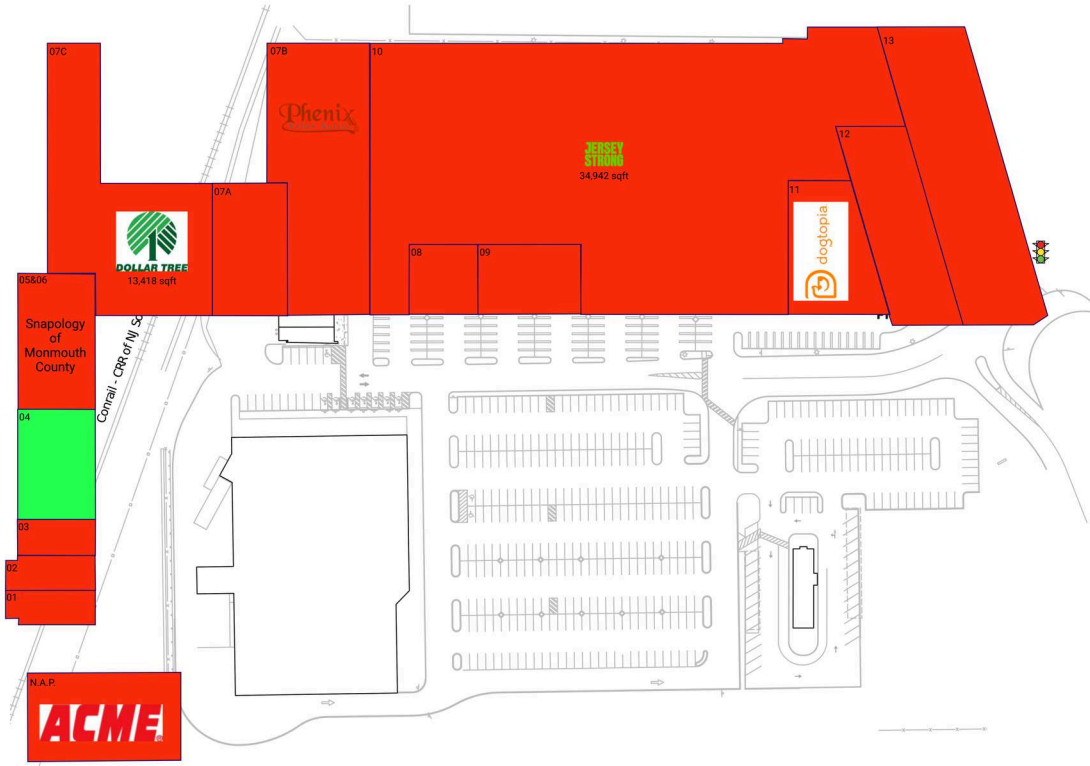 07C
07B
10
13
Phenix
JERSEY
STRONG
34,942 sqft
12
07A
11
dogtopia
DOLLAR TREE
13,418 sqft
08
09
05&06
Snapology
of
Monmouth
County
Conrail - CRR of NJ So
04
03
02
01
N.A.P.
ACME